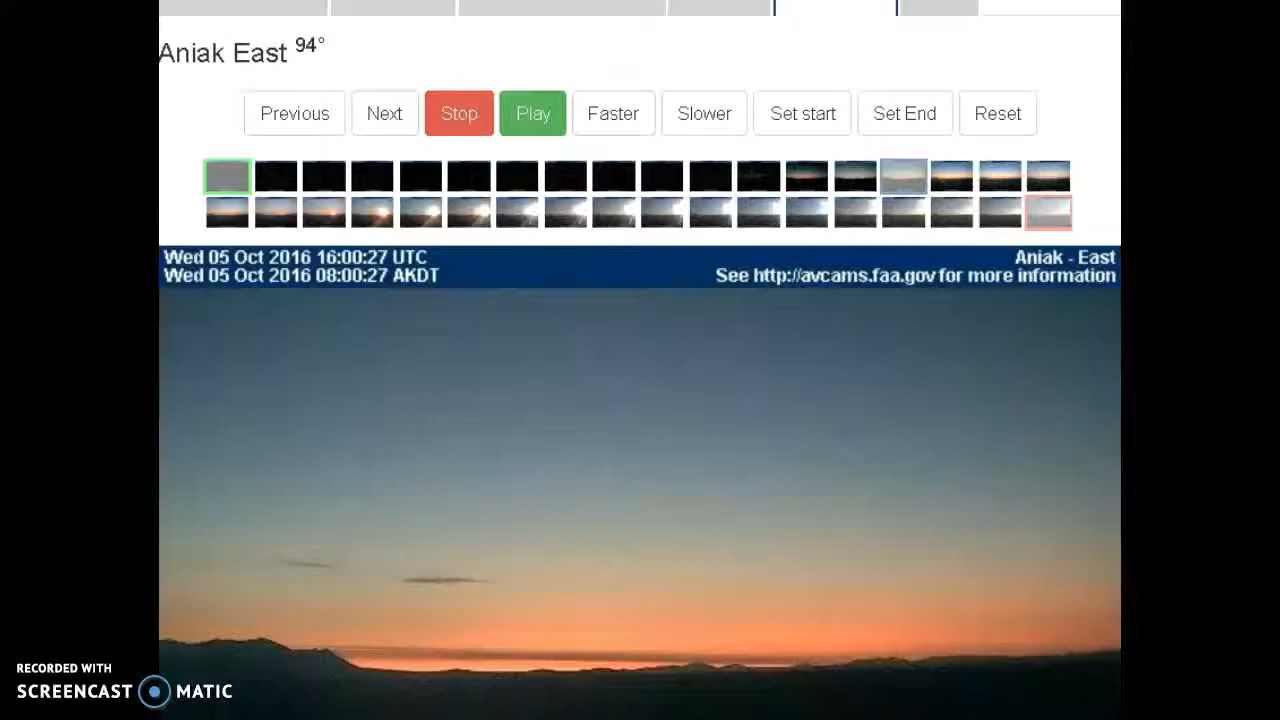 Aniak East 94°
Previous Next Stop Play Faster Slower Set start Set End Reset
Wed 05 Oct 2016 16:00:27 UTC Aniak - East
Wed 05 Oct 2016 08:00:27 AKDT See http://avcams.faa.gov for more information
RECORDED WITH
SCREENCAST MATIC